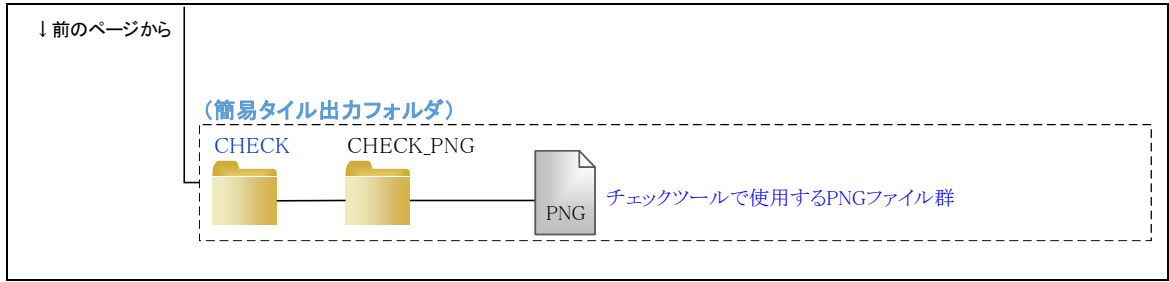 ↓前のページから
（簡易タイル出力フォルダ）
CHECK
CHECK_PNG
PNG
チェックツールで使用するPNGファイル群